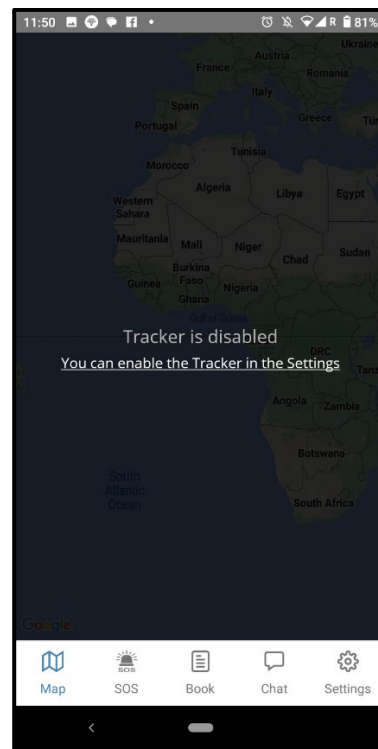 11:50 R 81%
Ukraine
Austria
France
Romania
Italy
Spain
Greece
Tür
Portugal
Tunisia
Morocco
Algeria
Libya
Egypt
Western
Sahara
Mauritania
Mali
Niger
Chad
Sudan
Burkina
Faso
Guinea
Nigeria
Ghana
Gulf of Guinea
Tracker is disabled
You can enable the Tracker in the Settings
DRC
Tanz
Angola
Zambia
Botswana
South
Atlantic
Ocean
South Africa
Google
SOS
Map SOS Book Chat Settings